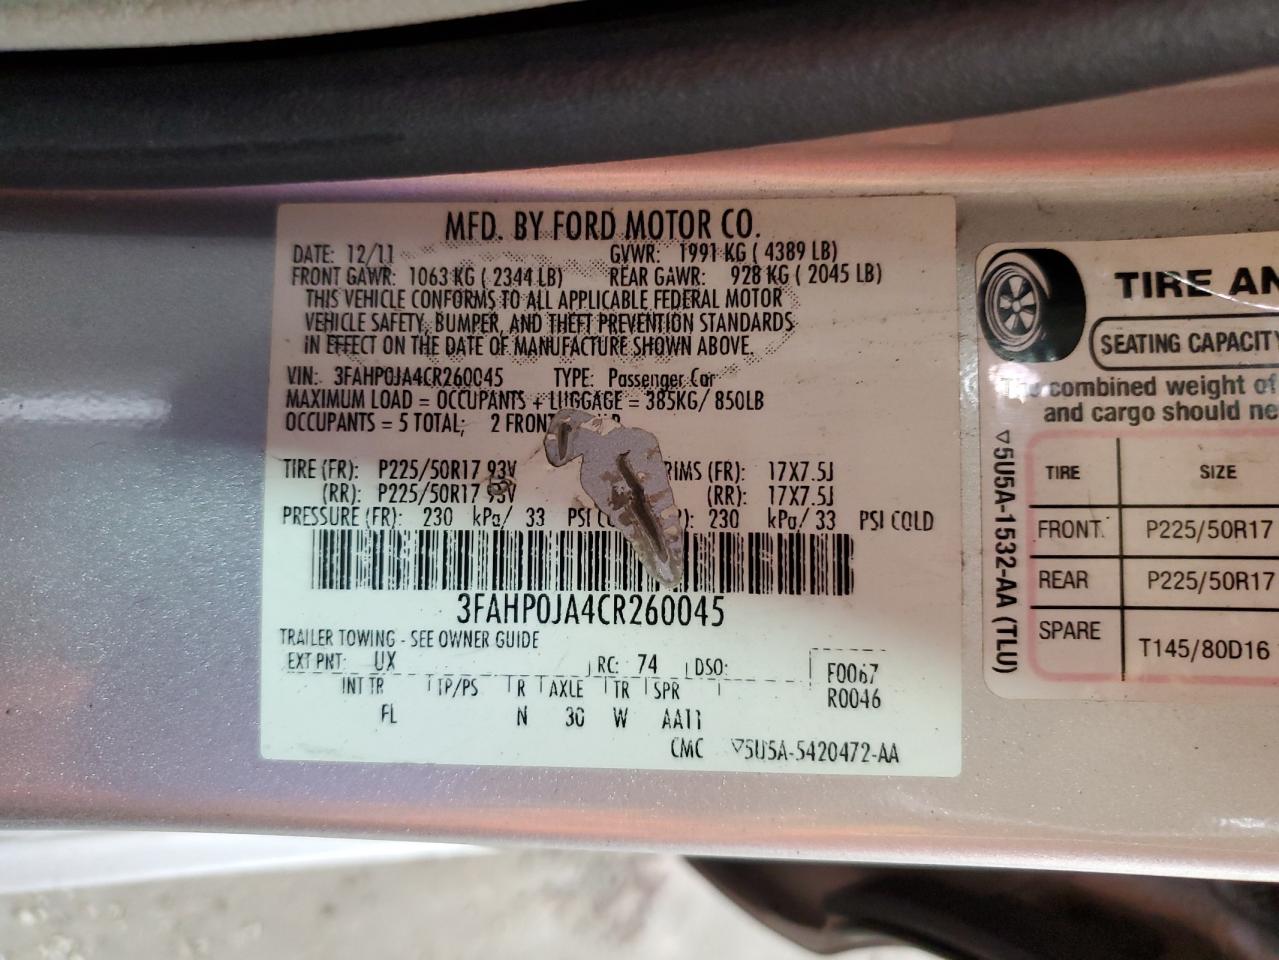 MFD. BY FORD MOTOR CO.
DATE: 12/11 GVWR: 1991 KG ( 4389 LB)
FRONT GAWR: 1063 KG ( 2344 LB) REAR GAWR: 928 KG ( 2045 LB)
THIS VEHICLE CONFORMS TO ALL APPLICABLE FEDERAL MOTOR
VEHICLE SAFETY, BUMPER, AND THEFT PREVENTION STANDARDS
IN EFFECT ON THE DATE OF MANUFACTURE SHOWN ABOVE.
VIN: 3FAHP0JA4CR260045 TYPE: Passenger Car
MAXIMUM LOAD = OCCUPANTS + LUGGAGE = 385KG/ 850LB
OCCUPANTS = 5 TOTAL; 2 FRONT
TIRE (FR): P225/50R17 93V RIMS (FR): 17X7.5J
(RR): P225/50R17 93V (RR): 17X7.5J
PRESSURE (FR): 230 kPa/ 33 PSI 230 kPa/ 33 PSI COLD
3FAHP0JA4CR260045
TRAILER TOWING - SEE OWNER GUIDE
EXT PNT: UX RC: 74 DSO: F0067
R0046
INT TR TP/PS R AXLE TR SPR
FL N 30 W AA11
CMC ▽5U5A-5420472-AA
TIRE AN
SEATING CAPACITY
The combined weight of
and cargo should ne
TIRE SIZE
FRONT P225/50R17
REAR P225/50R17
SPARE T145/80D16
▽5U5A-1532-AA (TLU)